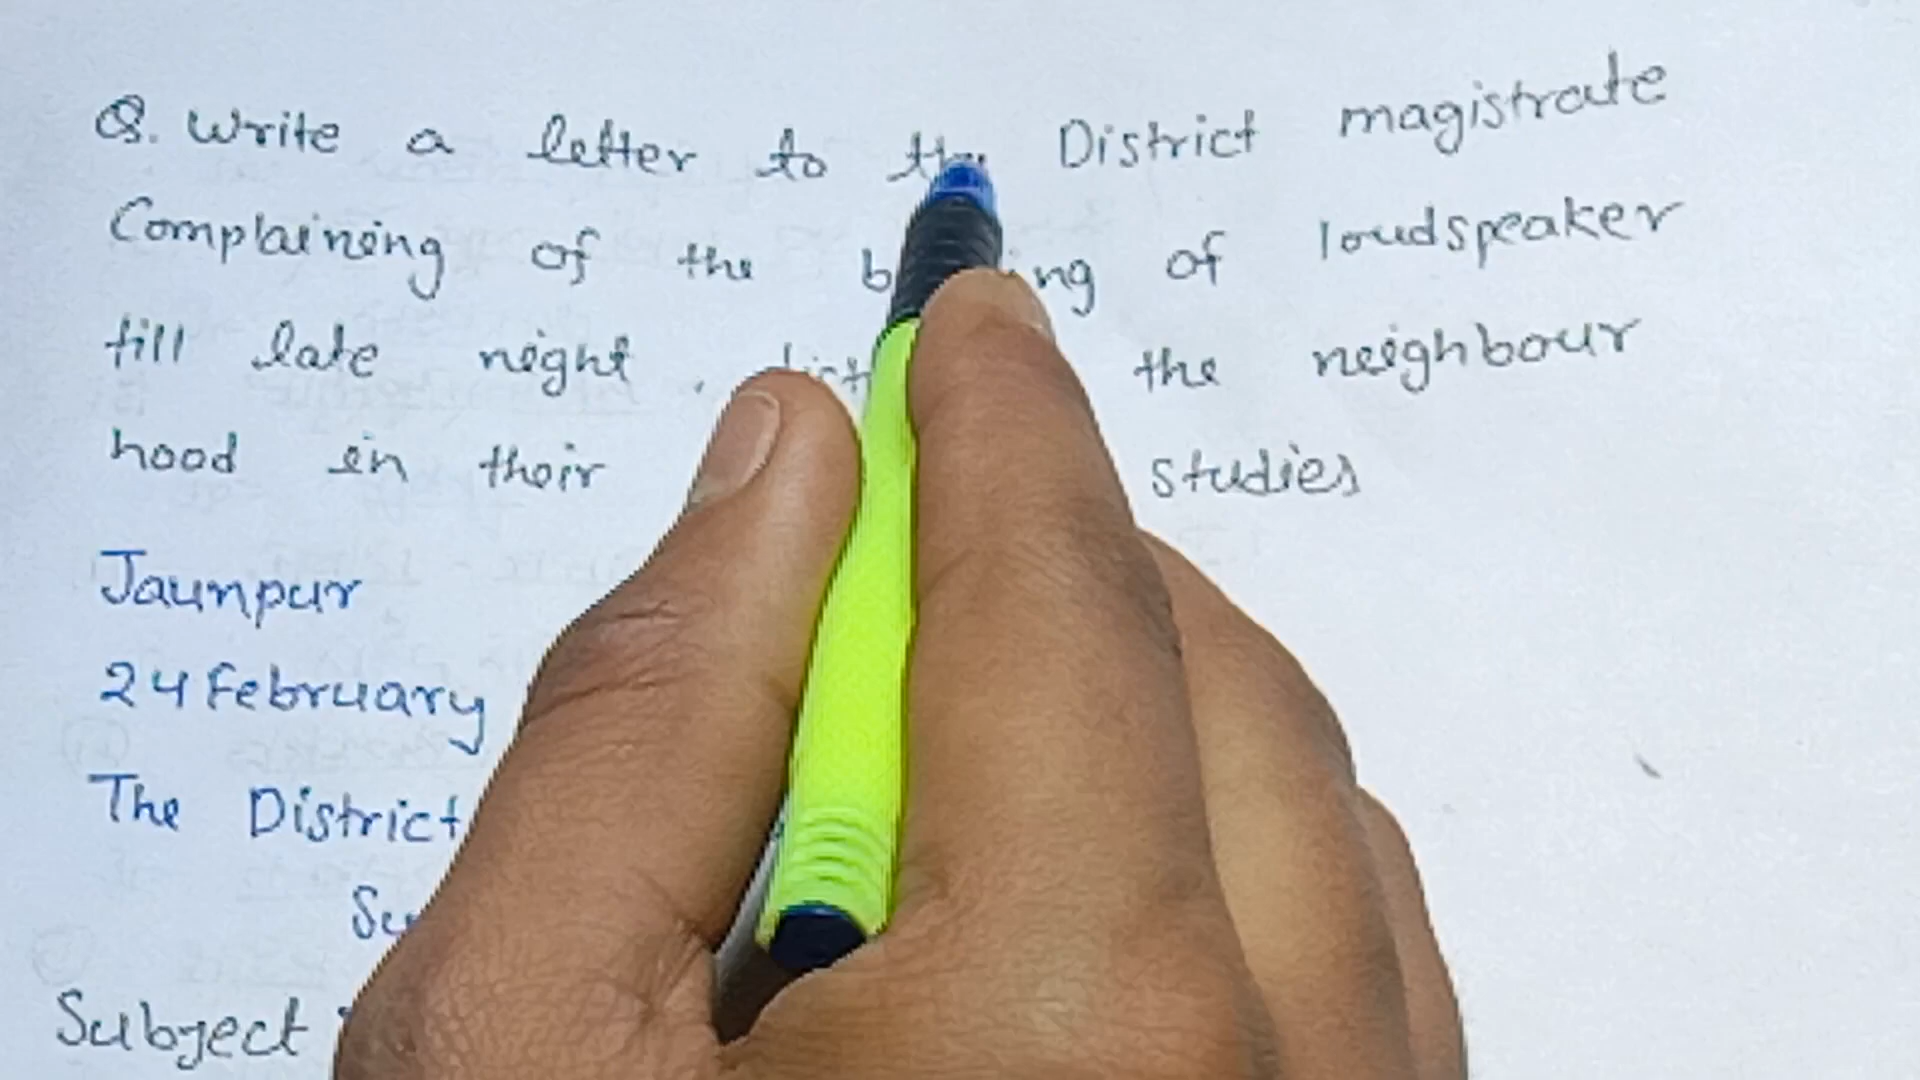 Q. Write a letter to the District magistrate
Complaining of the of loudspeaker
till late night the neighbour
hood in their studies
Jaunpur
24 February
The District
Subject